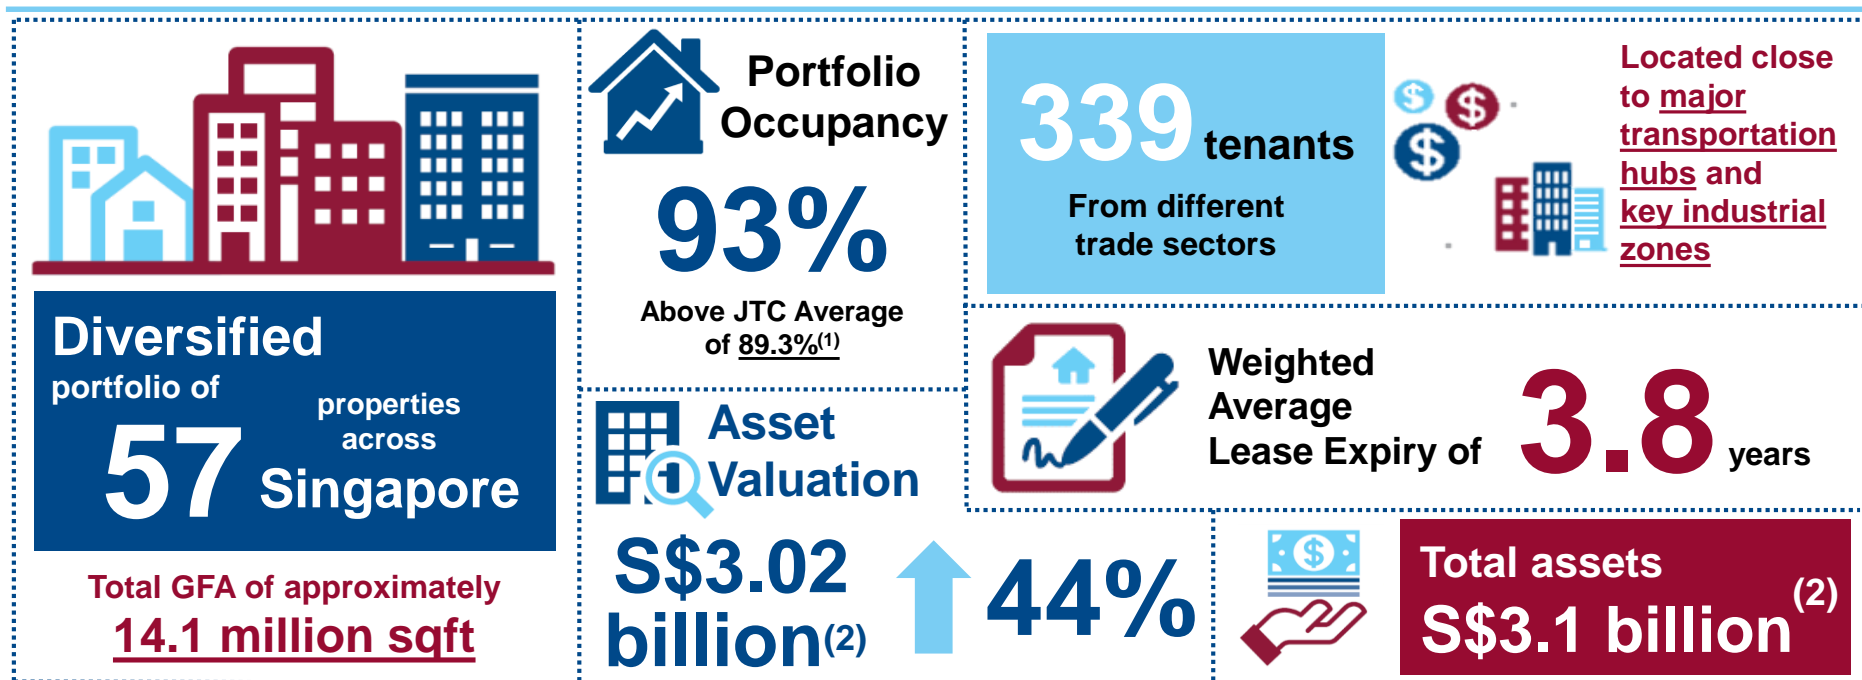 Diversified
portfolio of
57
properties
across
Singapore
Total GFA of approximately
14.1 million sqft
Portfolio
Occupancy
93%
Above JTC Average
of 89.3%(1)
Asset
Valuation
S$3.02
billion(2)
44%
339 tenants
From different
trade sectors
Located close
to major
transportation
hubs and
key industrial
zones
Weighted
Average
Lease Expiry of
3.8 years
Total assets
S$3.1 billion(2)